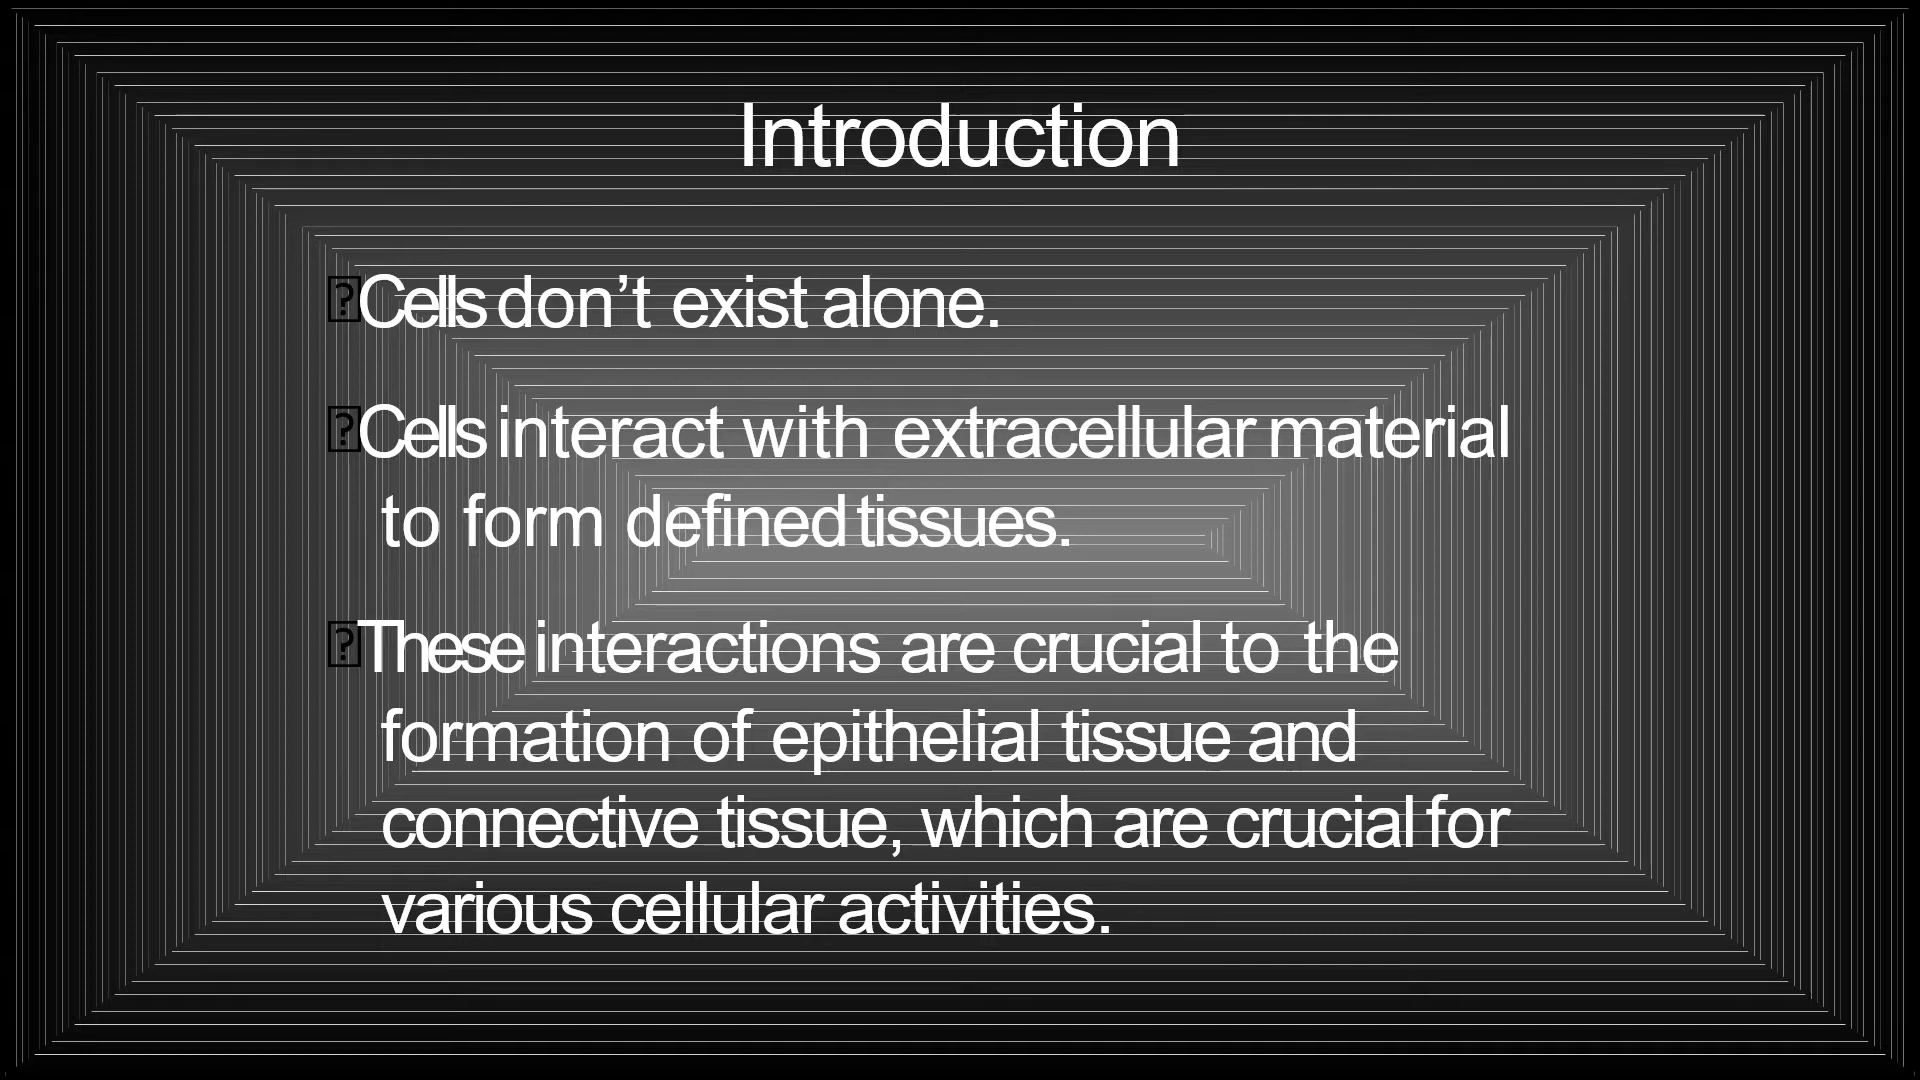 Introduction
Cells don’t exist alone.
Cells interact with extracellular material
to form defined tissues.
These interactions are crucial to the
formation of epithelial tissue and
connective tissue, which are crucial for
various cellular activities.